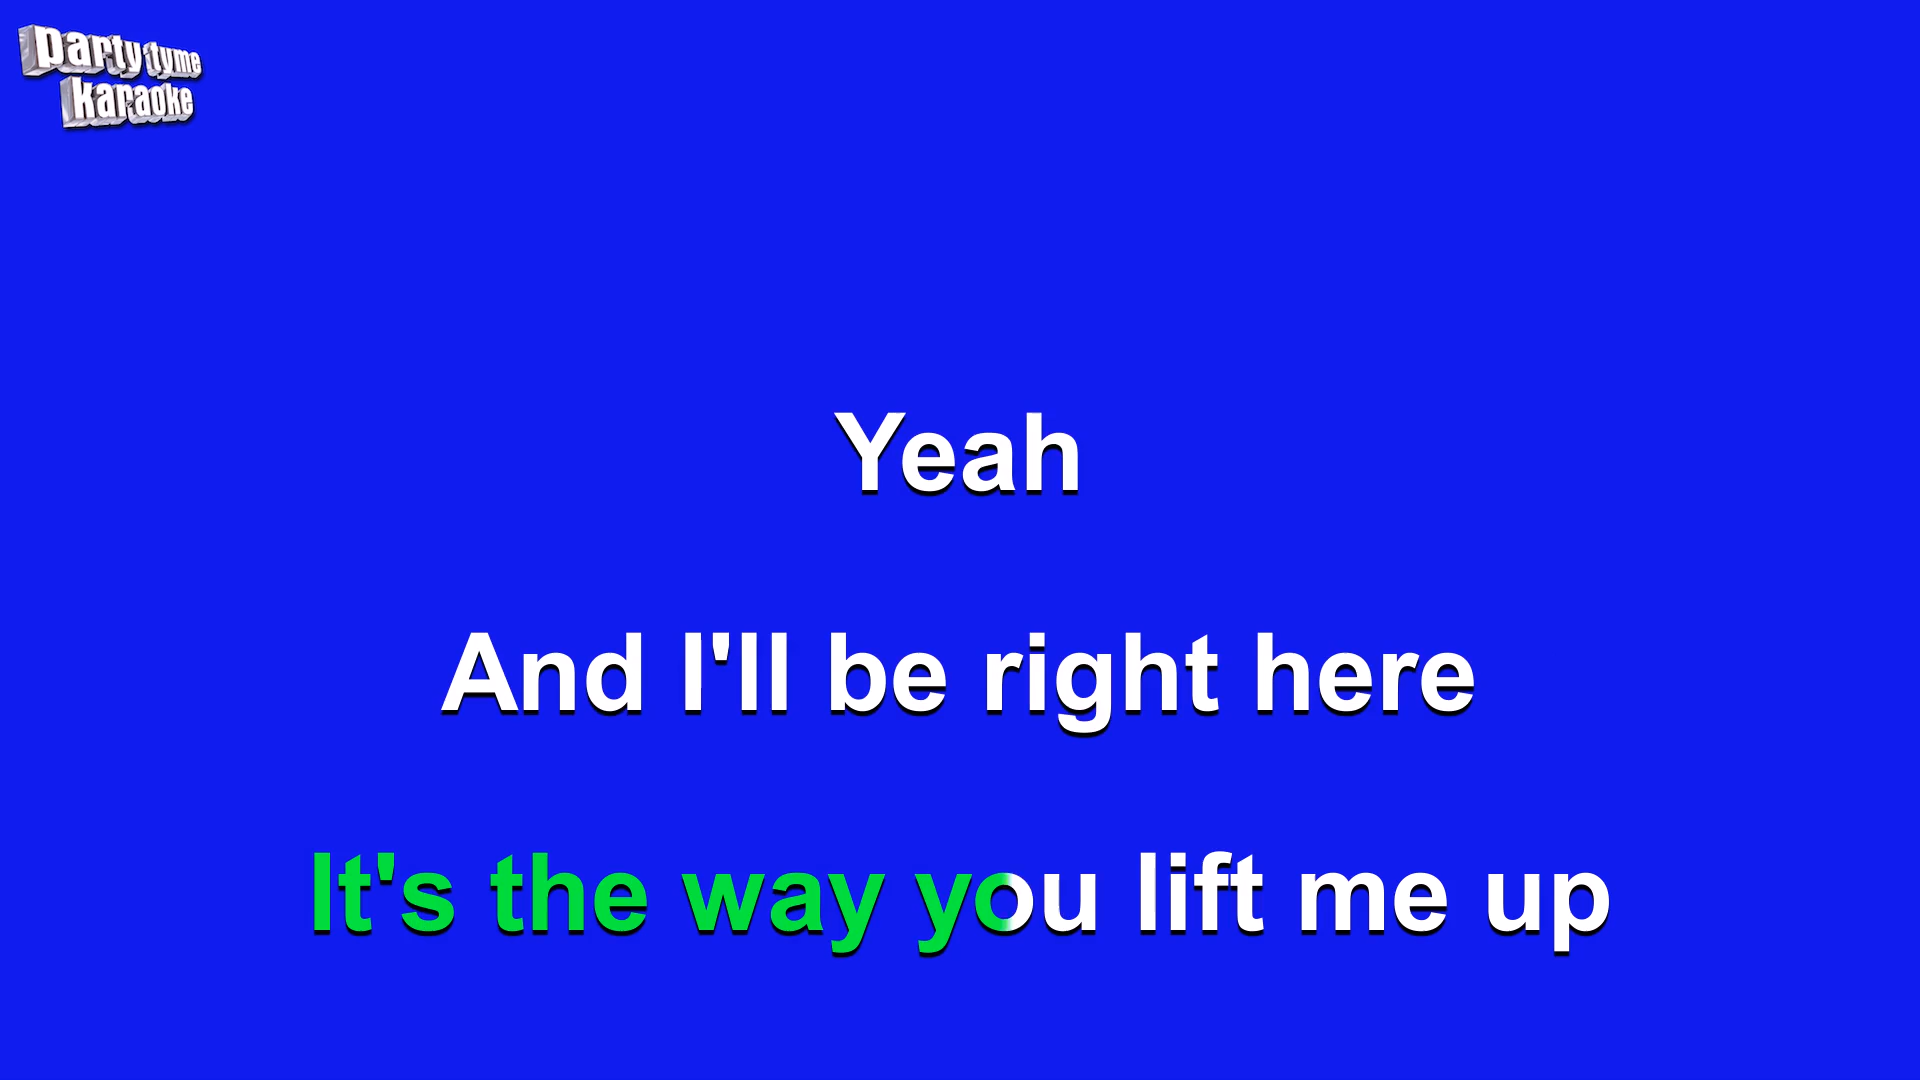 party tyme
karaoke
Yeah
And I'll be right here
It's the way you lift me up